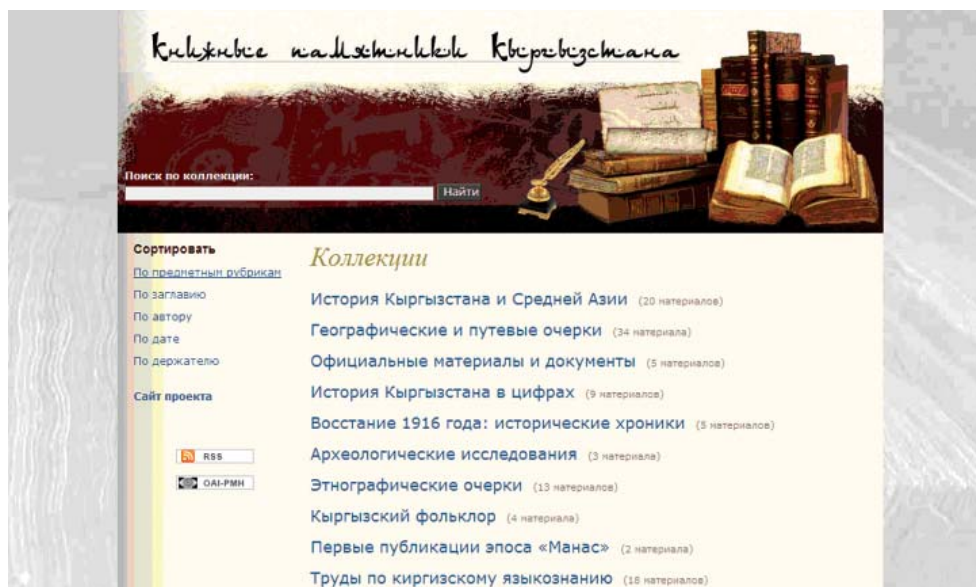 Книжные памятники Кыргызстана
Поиск по коллекции:
Найти
Сортировать
По предметным рубрикам
По заглавию
По автору
По дате
По держателю
Сайт проекта
RSS
OAI-PMH
Коллекции
История Кыргызстана и Средней Азии (20 материалов)
Географические и путевые очерки (34 материала)
Официальные материалы и документы (5 материалов)
История Кыргызстана в цифрах (9 материалов)
Восстание 1916 года: исторические хроники (5 материалов)
Археологические исследования (3 материала)
Этнографические очерки (13 материалов)
Кыргызский фольклор (4 материала)
Первые публикации эпоса «Манас» (2 материала)
Труды по киргизскому языкознанию (18 материалов)